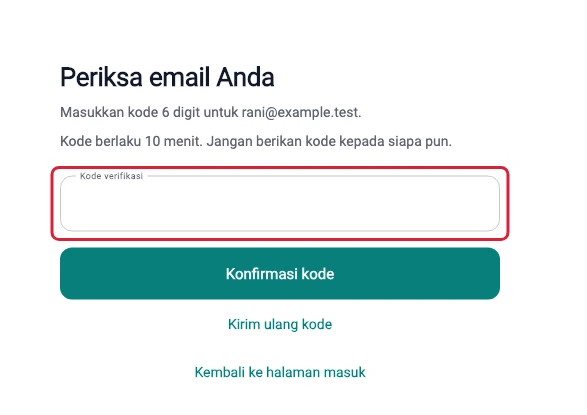 Periksa email Anda
Masukkan kode 6 digit untuk rani@example.test.
Kode berlaku 10 menit. Jangan berikan kode kepada siapa pun.
Kode verifikasi
Konfirmasi kode
Kirim ulang kode
Kembali ke halaman masuk